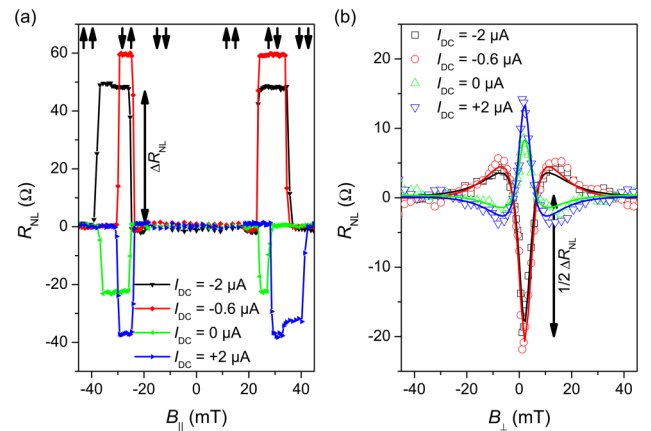 (a)
60
40
20
0
-20
-40
R_NL (Ω)
ΔR_NL
I_DC = -2 µA
I_DC = -0.6 µA
I_DC = 0 µA
I_DC = +2 µA
-40 -20 0 20 40
B_|| (mT)
(b)
20
10
0
-10
-20
R_NL (Ω)
I_DC = -2 µA
I_DC = -0.6 µA
I_DC = 0 µA
I_DC = +2 µA
1/2 ΔR_NL
-40 -20 0 20 40
B_⊥ (mT)